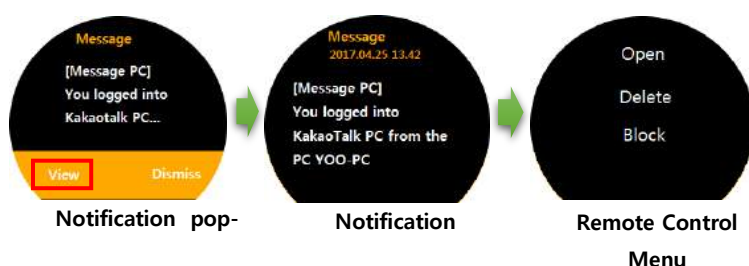 Message
[Message PC]
You logged into
Kakaotalk PC...
View
Dismiss
Notification pop-
Message
2017.04.25 13.42
[Message PC]
You logged into
KakaoTalk PC from the
PC YOO-PC
Notification
Open
Delete
Block
Remote Control
Menu